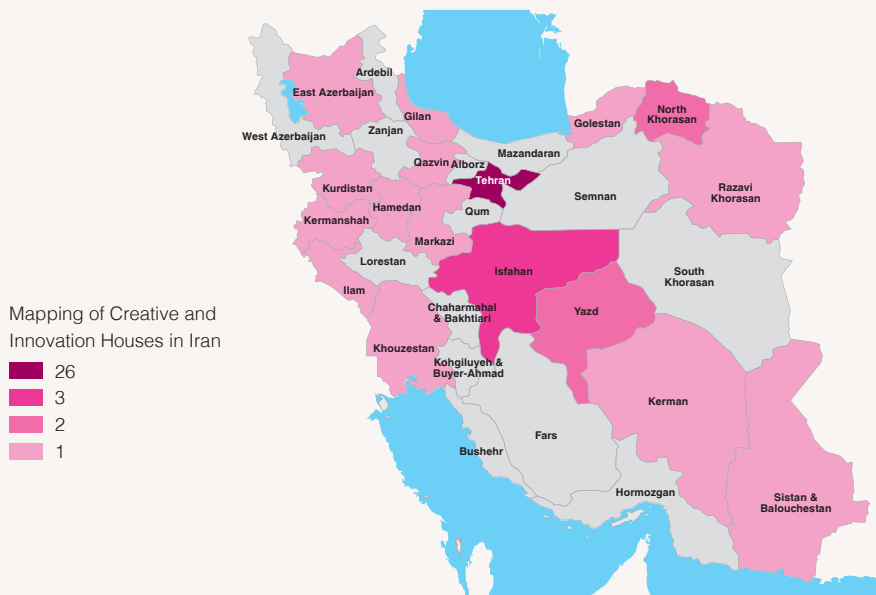 Ardebil
East Azerbaijan
West Azerbaijan
Zanjan
Gilan
Golestan
North
Khorasan
Qazvin
Alborz
Mazandaran
Tehran
Kurdistan
Hamedan
Qum
Semnan
Razavi
Khorasan
Kermanshah
Markazi
Lorestan
Isfahan
South
Khorasan
Ilam
Chaharmahal
& Bakhtiari
Yazd
Khouzestan
Kohgiluyeh &
Buyer-Ahmad
Kerman
Fars
Bushehr
Hormozgan
Sistan &
Balouchestan
Mapping of Creative and
Innovation Houses in Iran
26
3
2
1